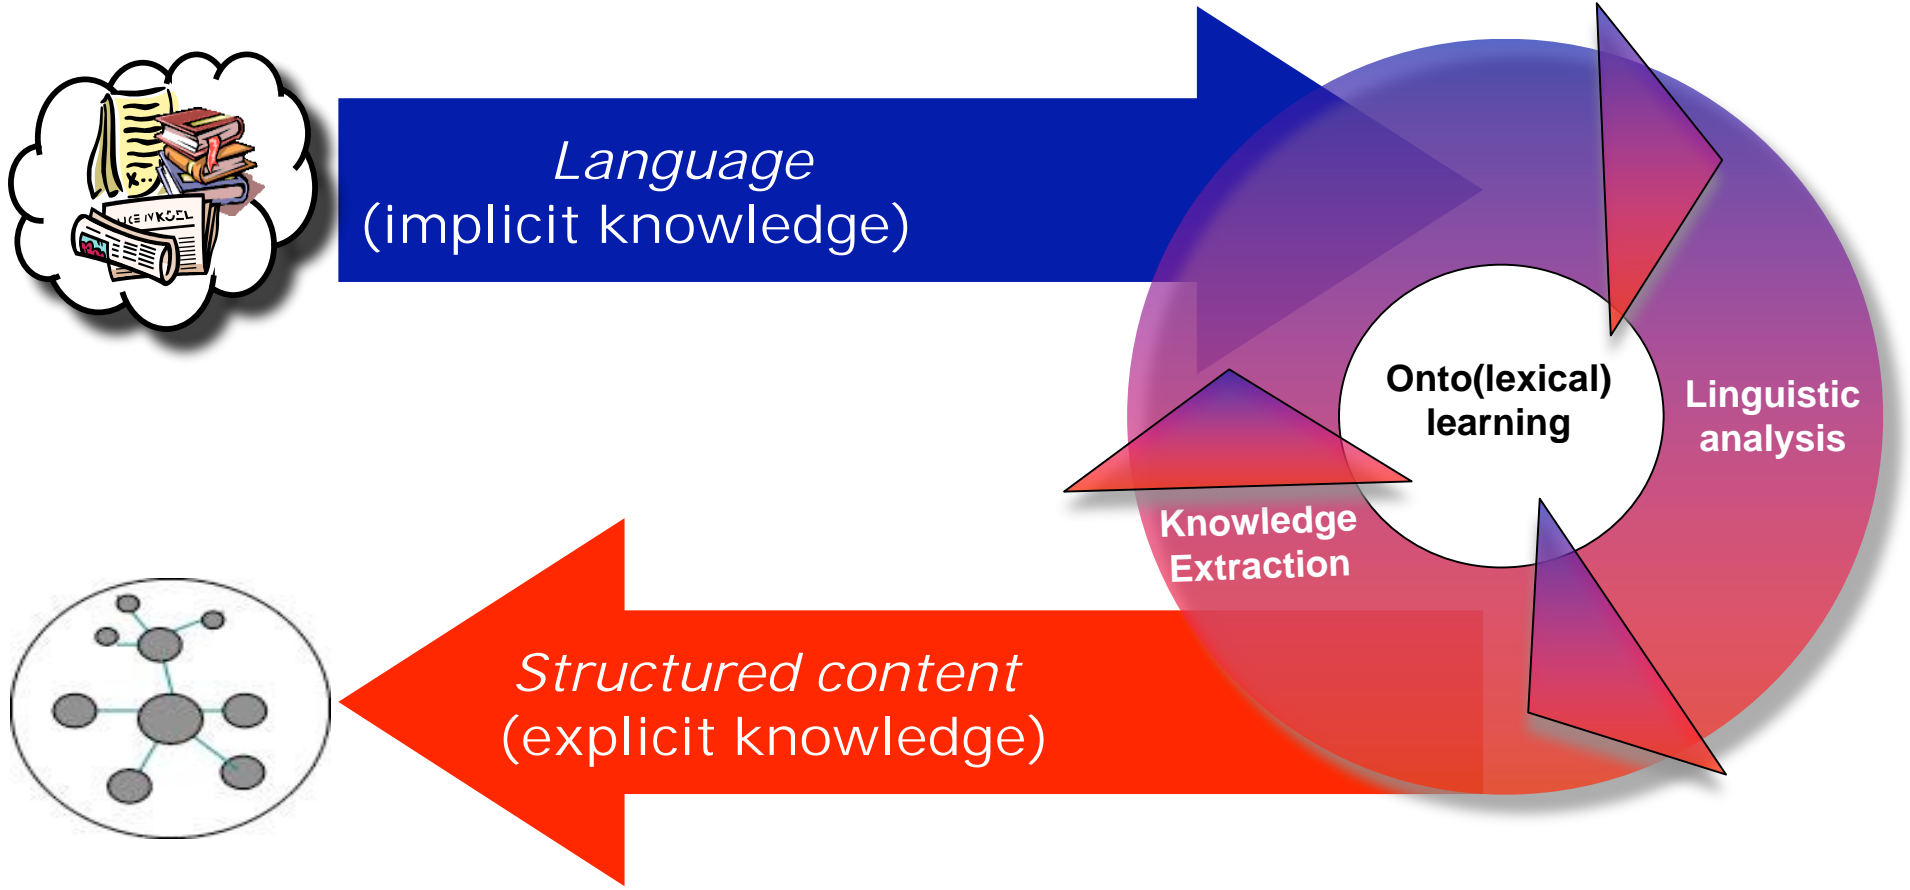 Language
(implicit knowledge)
Onto(lexical)
learning
Linguistic
analysis
Knowledge
Extraction
Structured content
(explicit knowledge)